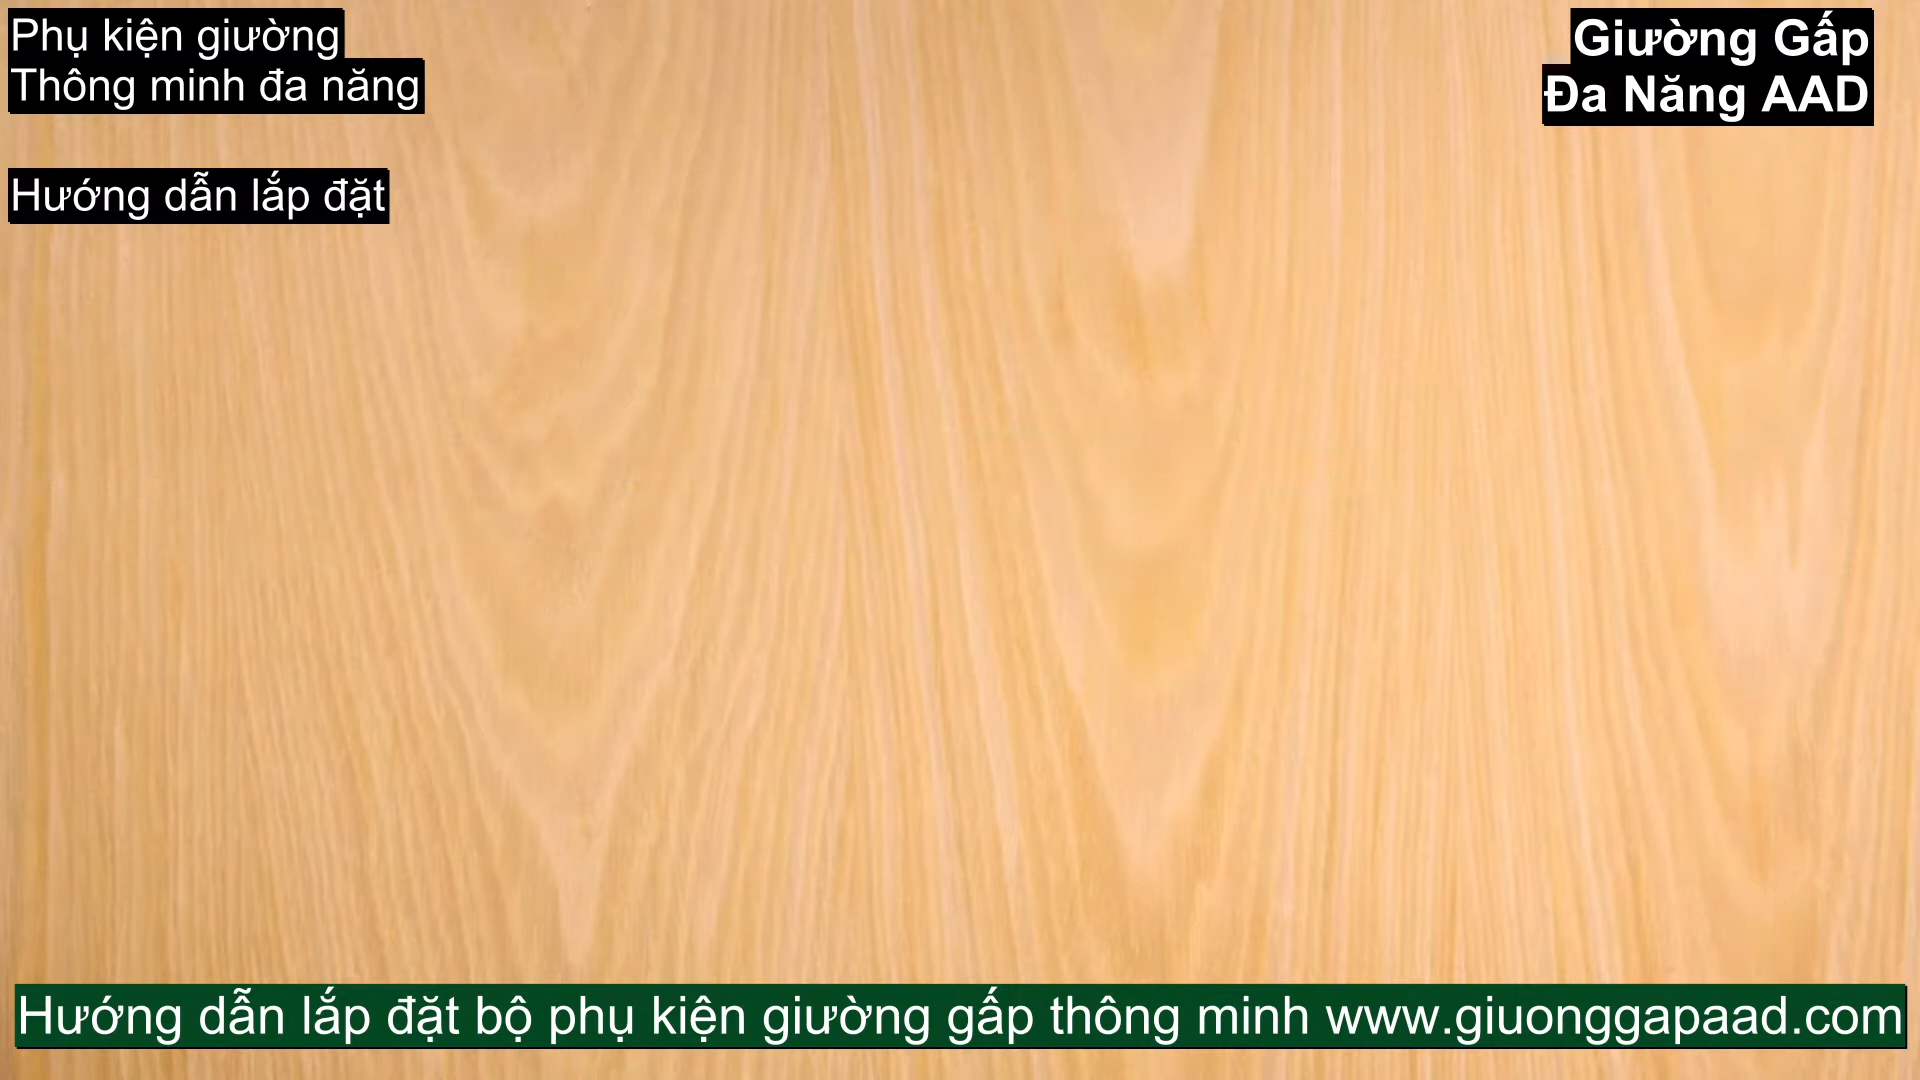 Phụ kiện giường
Thông minh đa năng
Hướng dẫn lắp đặt
Giường Gấp
Đa Năng AAD
Hướng dẫn lắp đặt bộ phụ kiện giường gấp thông minh www.giuonggapaad.com